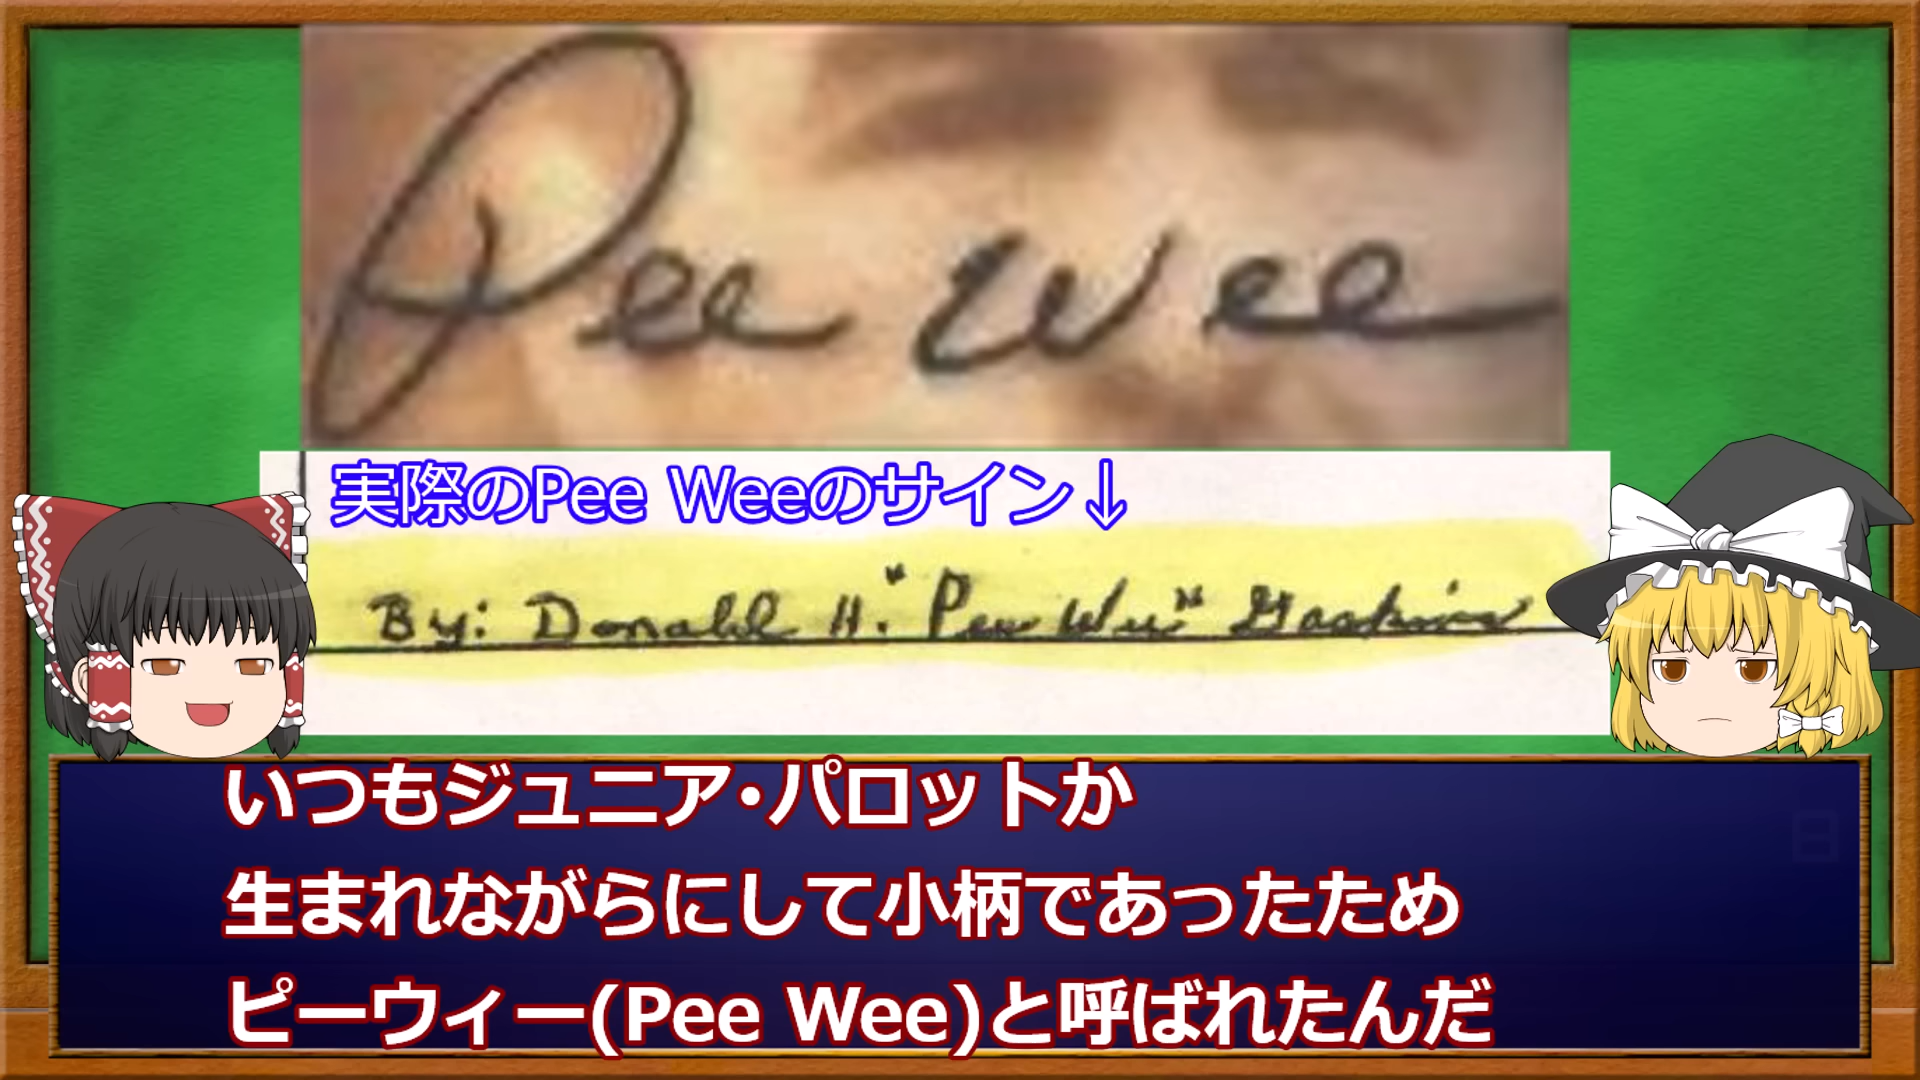 Pee Wee
実際のPee Weeのサイン↓
By: Donald H. "Pee Wee" Gaskins
いつもジュニア・パロットか
生まれながらにして小柄であったため
ピーウィー(Pee Wee)と呼ばれたんだ